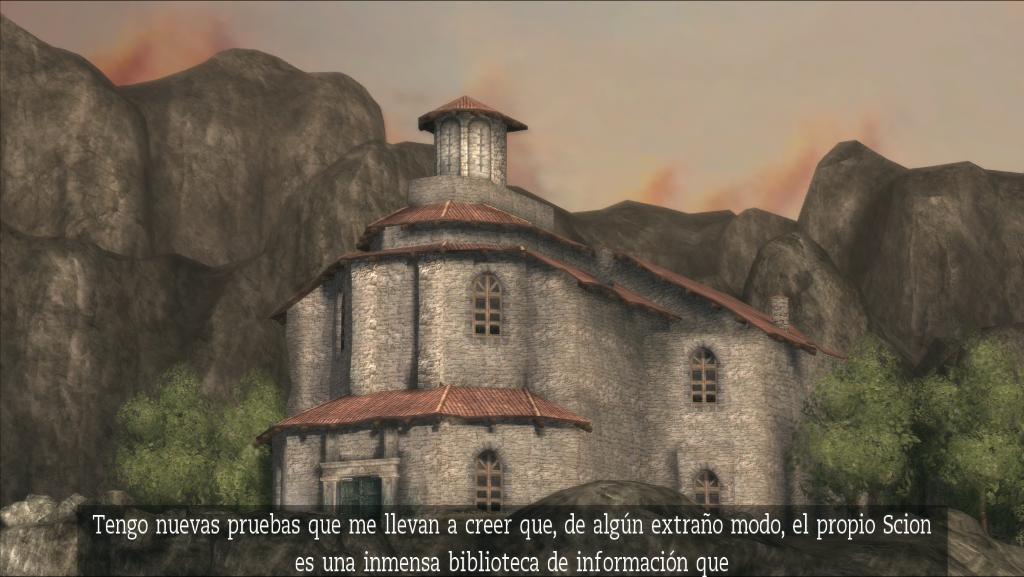 Tengo nuevas pruebas que me llevan a creer que, de algún extraño modo, el propio Scion
es una inmensa biblioteca de información que